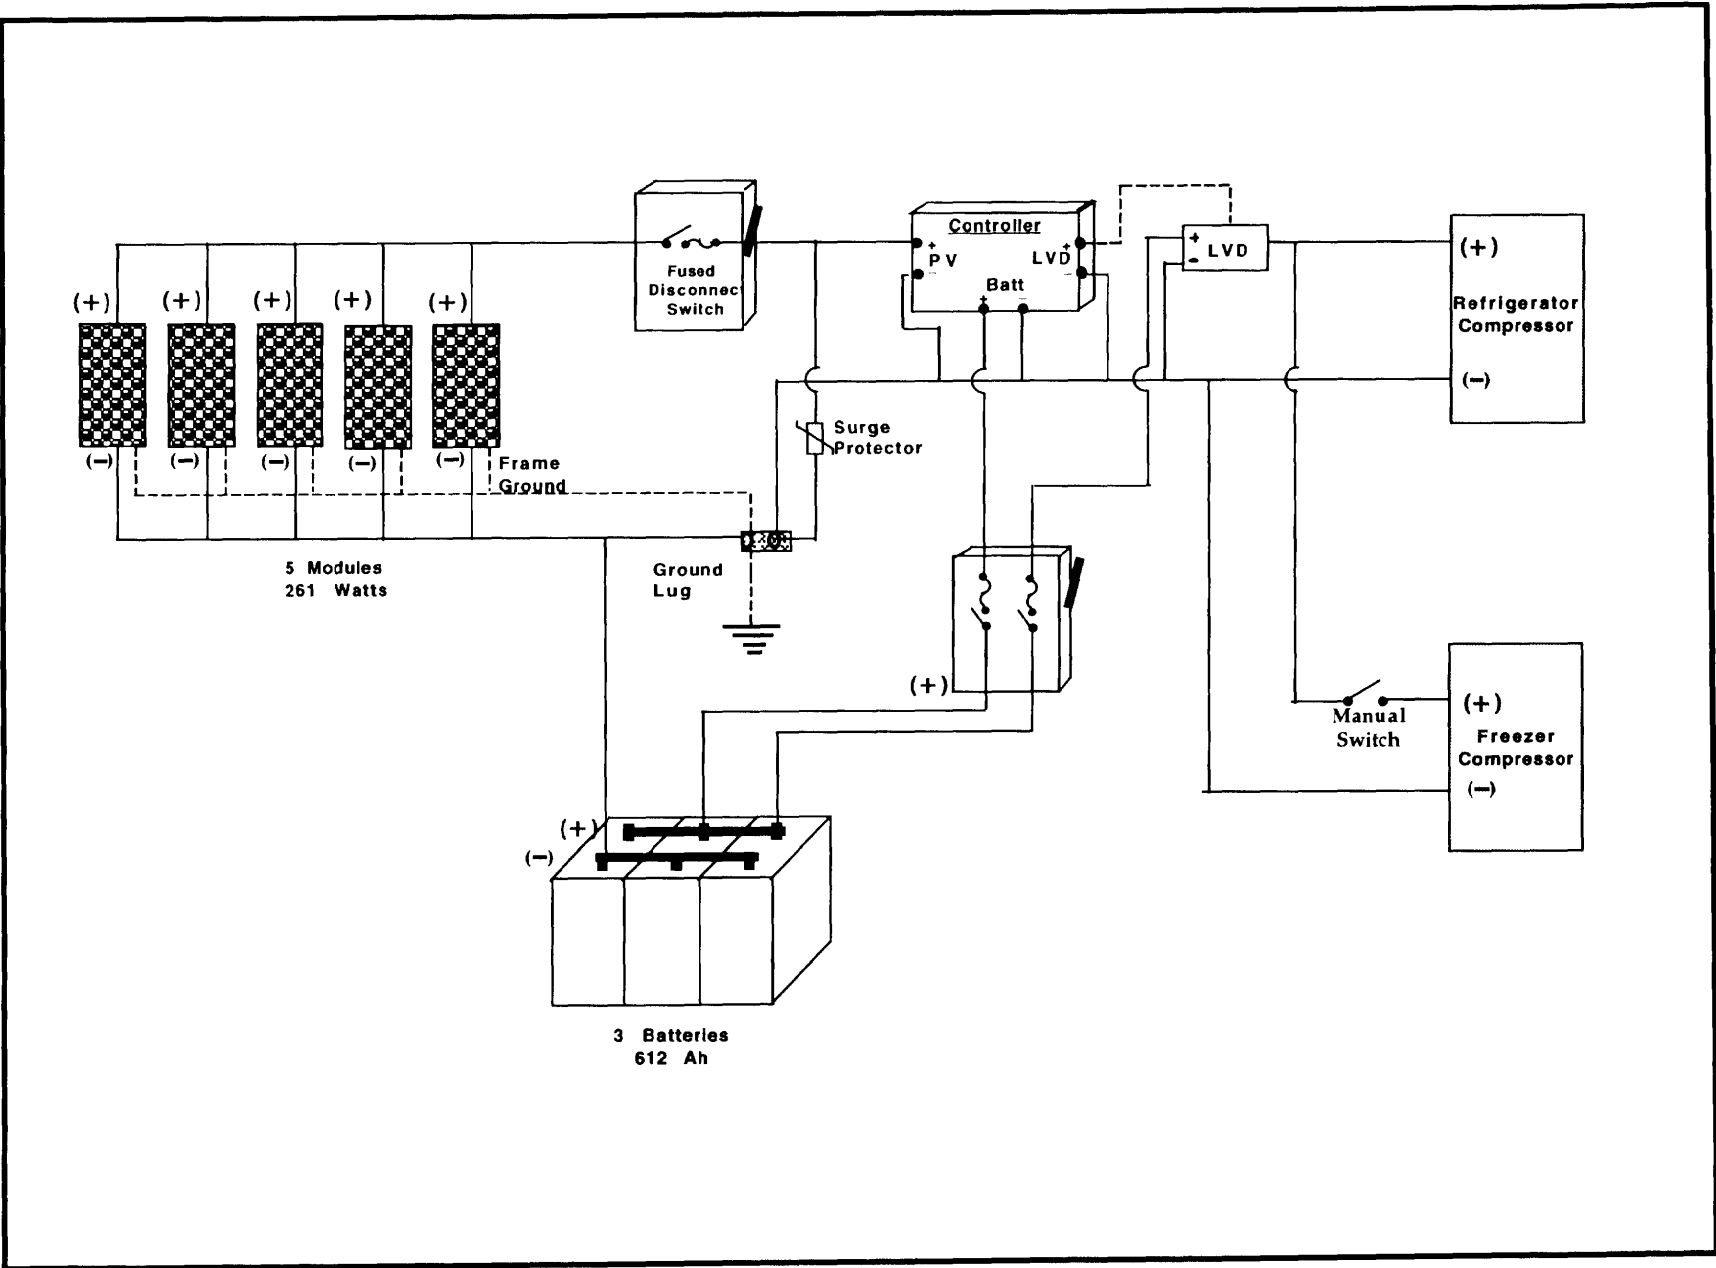 Controller
+
PV
−
LVD
+
−
Batt
+
−
+
LVD
-
(+)
Refrigerator
Compressor
(−)
Fused
Disconnec
Switch
(+)
(+)
(+)
(+)
(+)
(−)
(−)
(−)
(−)
(−)
Frame
Ground
Surge
Protector
5 Modules
261 Watts
Ground
Lug
(+)
(+)
Freezer
Compressor
(−)
Manual
Switch
(+)
(−)
3 Batteries
612 Ah